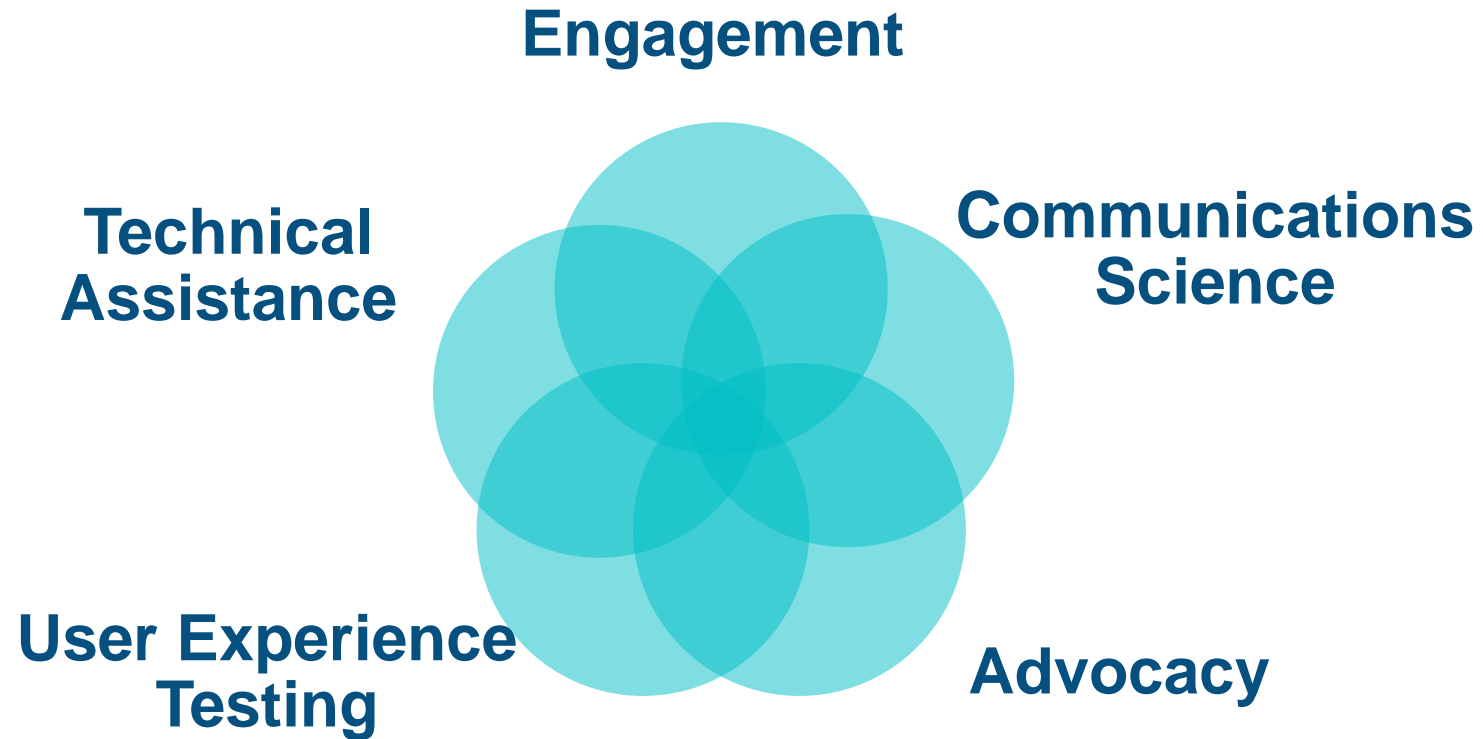 Engagement
Communications
Science
Technical
Assistance
User Experience
Testing
Advocacy